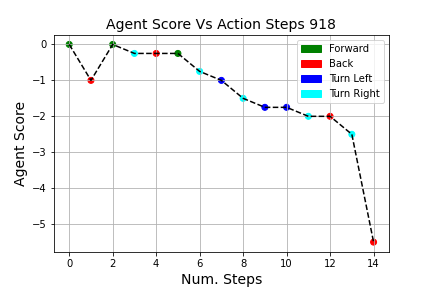 Agent Score Vs Action Steps 918
Agent Score
0
−1
−2
−3
−4
−5
Forward
Back
Turn Left
Turn Right
0 2 4 6 8 10 12 14
Num. Steps